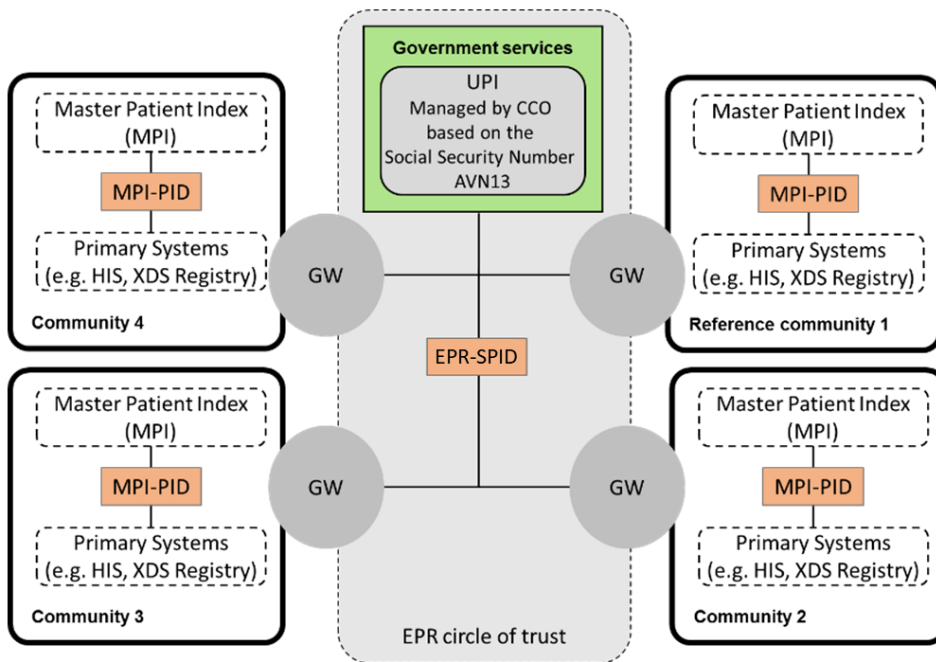 Government services
UPI
Managed by CCO
based on the
Social Security Number
AVN13
Master Patient Index
(MPI)
MPI-PID
Primary Systems
(e.g. HIS, XDS Registry)
Community 4
GW
GW
Master Patient Index
(MPI)
MPI-PID
Primary Systems
(e.g. HIS, XDS Registry)
Reference community 1
EPR-SPID
Master Patient Index
(MPI)
MPI-PID
Primary Systems
(e.g. HIS, XDS Registry)
Community 3
GW
GW
Master Patient Index
(MPI)
MPI-PID
Primary Systems
(e.g. HIS, XDS Registry)
Community 2
EPR circle of trust